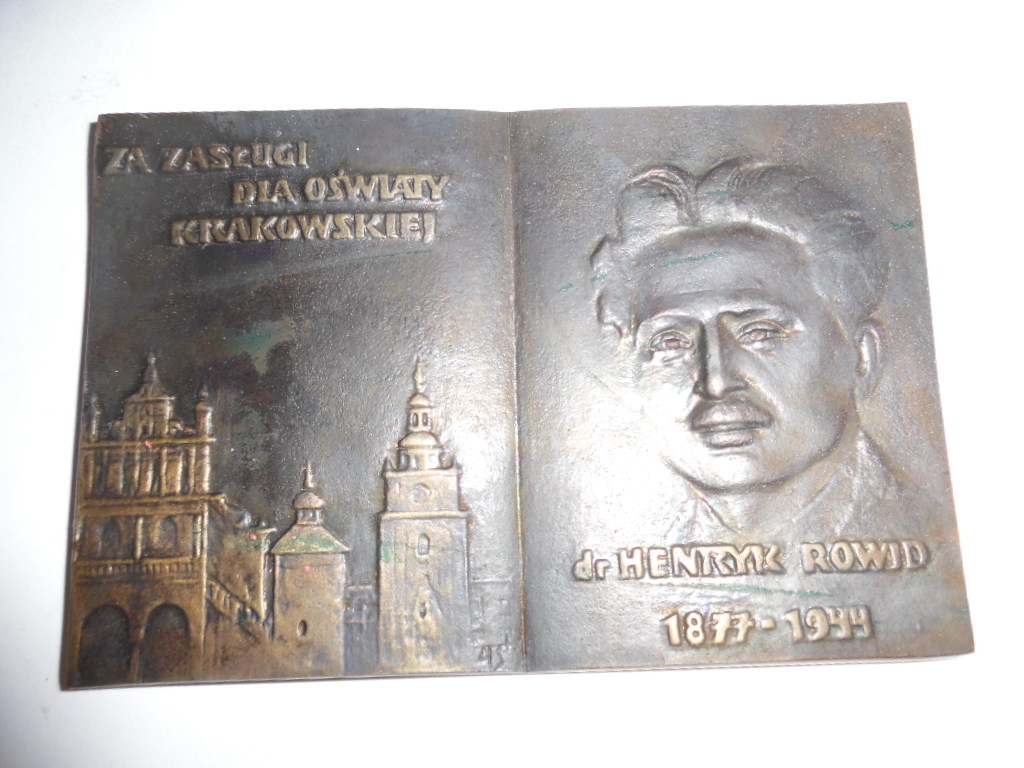 ZA ZASŁUGI
DLA OŚWIATY
KRAKOWSKIEJ
dr HENRYK ROWID
1877-1944